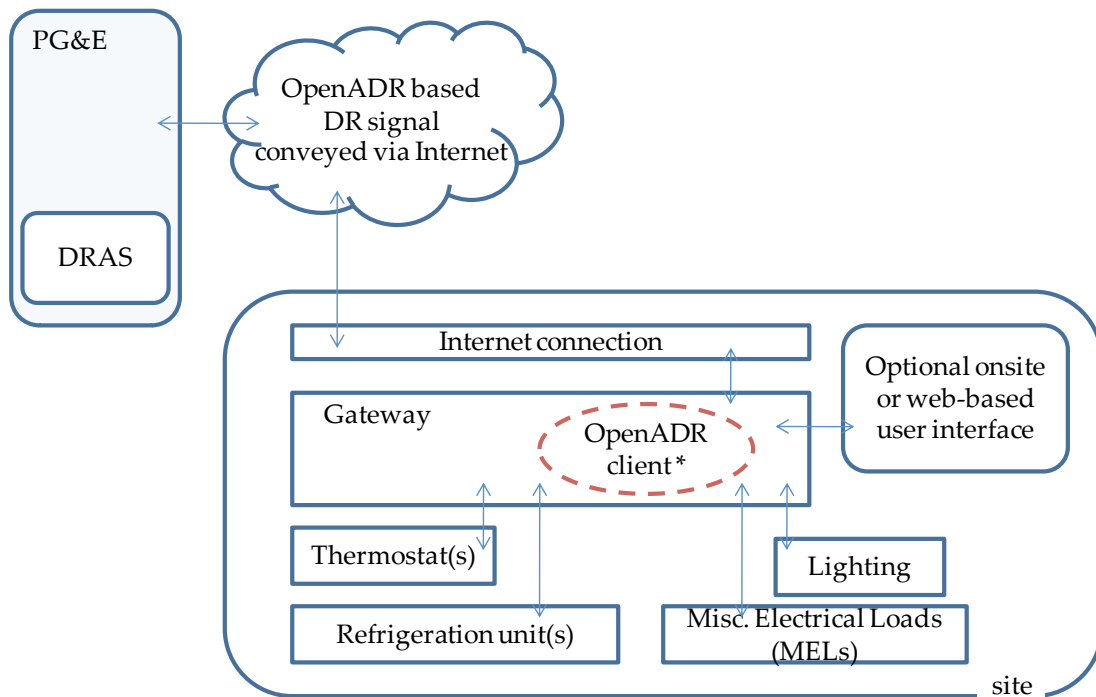 PG&E
DRAS
OpenADR based
DR signal
conveyed via Internet
Internet connection
Gateway
OpenADR
client *
Optional onsite
or web-based
user interface
Thermostat(s)
Lighting
Refrigeration unit(s)
Misc. Electrical Loads
(MELs)
site